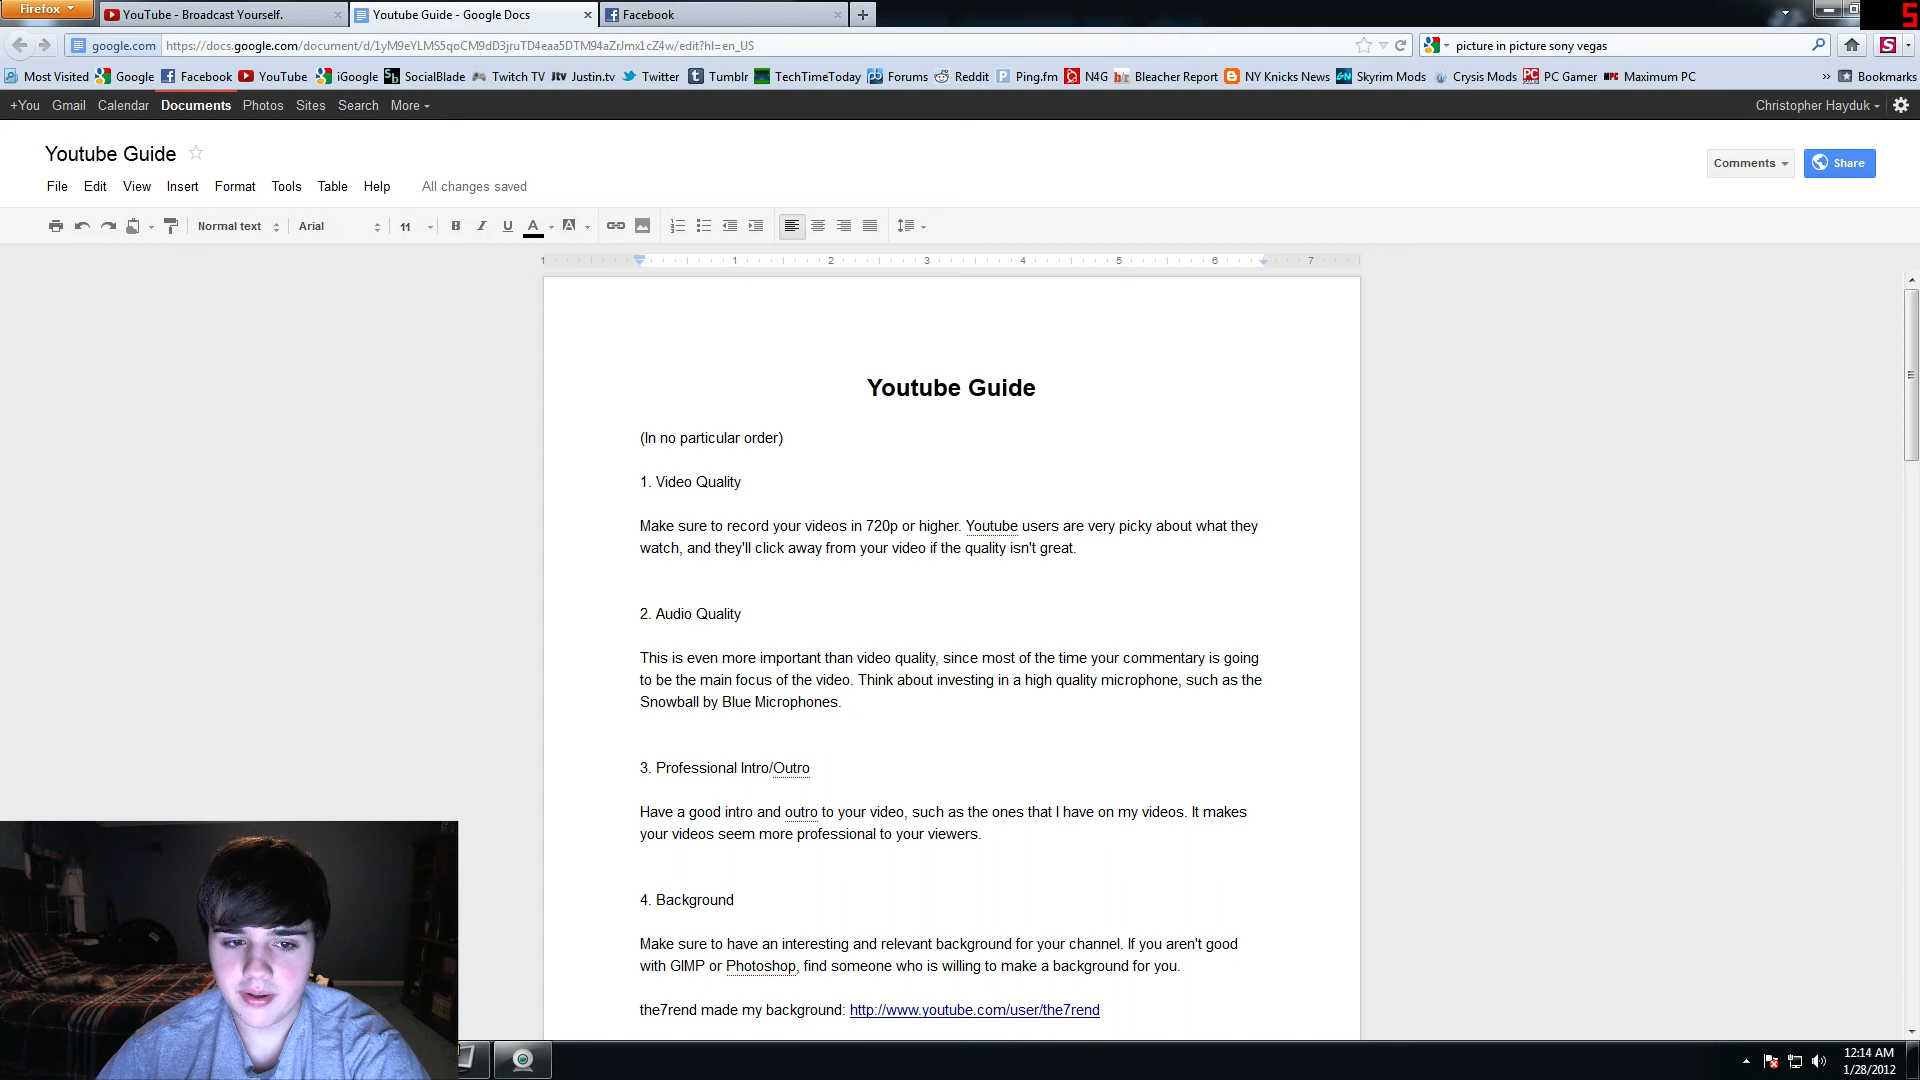 Firefox
YouTube - Broadcast Yourself.
Youtube Guide - Google Docs
Facebook
google.com
https://docs.google.com/document/d/1yM9eYLMS5qoCM9dD3jruTD4eaa5DTM94aZrJmx1cZ4w/edit?hl=en_US
picture in picture sony vegas
Most Visited Google Facebook YouTube iGoogle SocialBlade Twitch TV Justin.tv Twitter Tumblr TechTimeToday Forums Reddit Ping.fm N4G Bleacher Report NY Knicks News Skyrim Mods Crysis Mods PC Gamer Maximum PC » Bookmarks
+You Gmail Calendar Documents Photos Sites Search More Christopher Hayduk
Youtube Guide
Comments Share
File Edit View Insert Format Tools Table Help All changes saved
Normal text Arial 11 B I U A A
1 1 2 3 4 5 6 7
Youtube Guide
(In no particular order)
1. Video Quality
Make sure to record your videos in 720p or higher. Youtube users are very picky about what they
watch, and they'll click away from your video if the quality isn't great.
2. Audio Quality
This is even more important than video quality, since most of the time your commentary is going
to be the main focus of the video. Think about investing in a high quality microphone, such as the
Snowball by Blue Microphones.
3. Professional Intro/Outro
Have a good intro and outro to your video, such as the ones that I have on my videos. It makes
your videos seem more professional to your viewers.
4. Background
Make sure to have an interesting and relevant background for your channel. If you aren't good
with GIMP or Photoshop, find someone who is willing to make a background for you.
the7rend made my background: http://www.youtube.com/user/the7rend
12:14 AM
1/28/2012